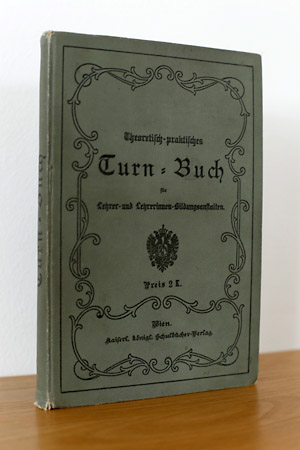 Theoretisch-praktisches
Turn-Buch
für
Lehrer- und Lehrerinnen-Bildungsanstalten.
Preis 2 K.
Wien.
Kaiserl. Königl. Schulbücher-Verlag.